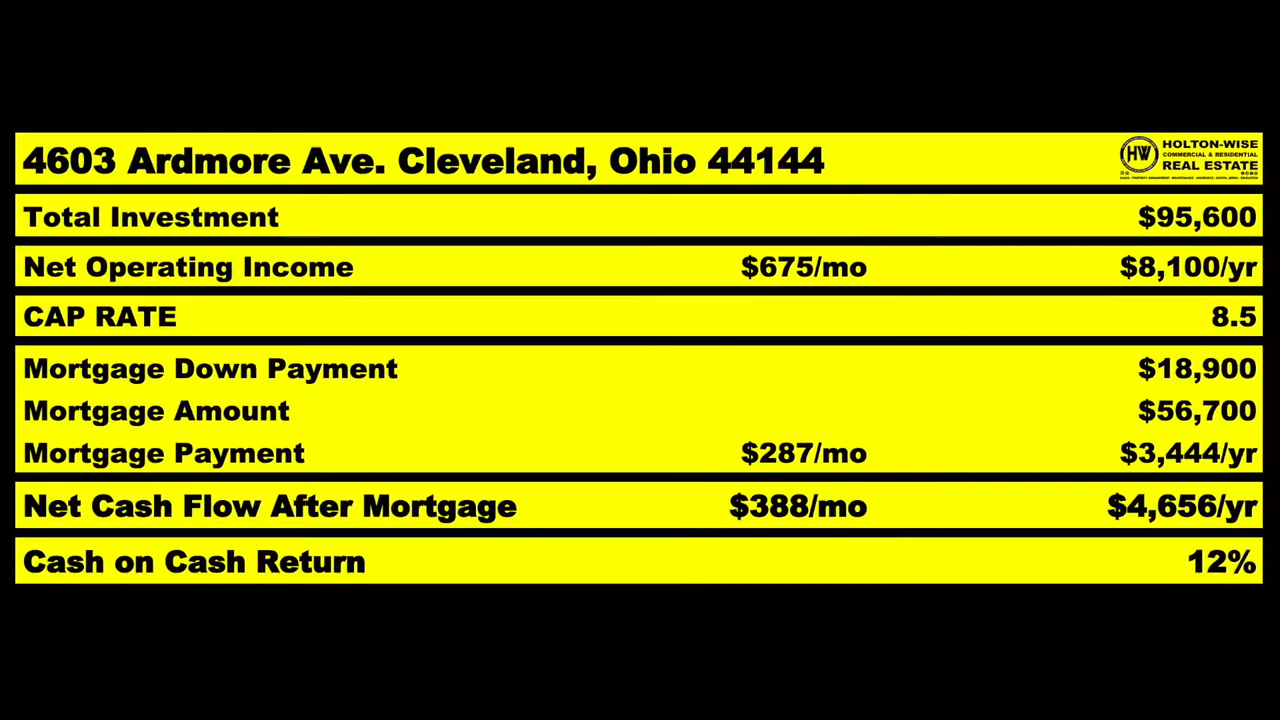 4603 Ardmore Ave. Cleveland, Ohio 44144
HW
HOLTON-WISE
COMMERCIAL & RESIDENTIAL
REAL ESTATE
Total Investment $95,600
Net Operating Income $675/mo $8,100/yr
CAP RATE 8.5
Mortgage Down Payment $18,900
Mortgage Amount $56,700
Mortgage Payment $287/mo $3,444/yr
Net Cash Flow After Mortgage $388/mo $4,656/yr
Cash on Cash Return 12%